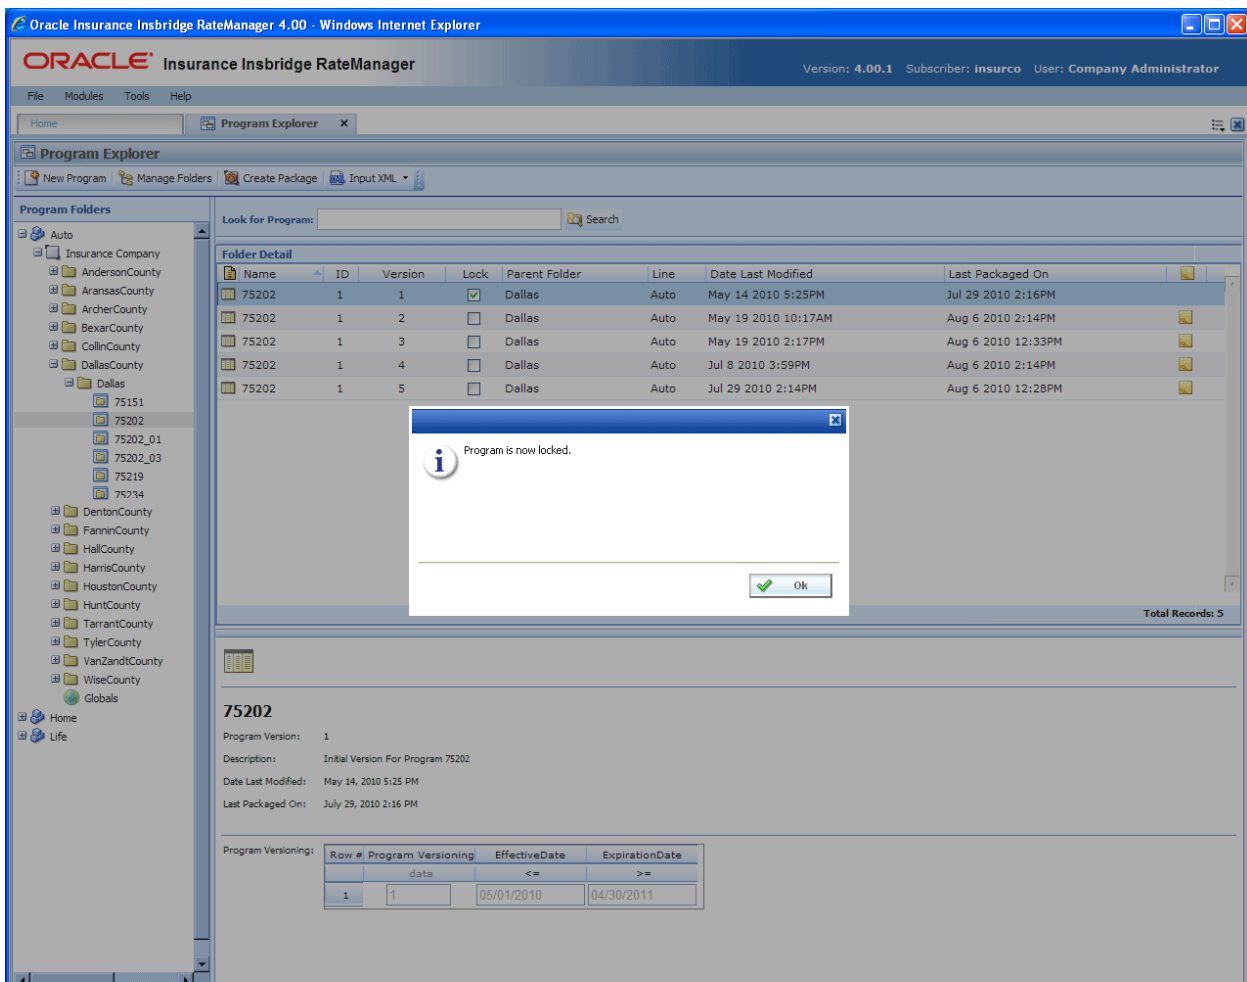 Oracle Insurance Insbridge RateManager 4.00 - Windows Internet Explorer
ORACLE Insurance Insbridge RateManager
Version: 4.00.1 Subscriber: insurco User: Company Administrator
File Modules Tools Help
Home Program Explorer x
Program Explorer
New Program Manage Folders Create Package Input XML
Program Folders
Auto
Insurance Company
AndersonCounty
AransasCounty
ArcherCounty
BexarCounty
CollinCounty
DallasCounty
Dallas
75151
75202
75202_01
75202_03
75219
75234
DentonCounty
FanninCounty
HallCounty
HarrisCounty
HoustonCounty
HuntCounty
TarrantCounty
TylerCounty
VanZandtCounty
WiseCounty
Globals
Home
Life
Look for Program: Search
Folder Detail
Name ID Version Lock Parent Folder Line Date Last Modified Last Packaged On
75202 1 1 Dallas Auto May 14 2010 5:25PM Jul 29 2010 2:16PM
75202 1 2 Dallas Auto May 19 2010 10:17AM Aug 6 2010 2:14PM
75202 1 3 Dallas Auto May 19 2010 2:17PM Aug 6 2010 12:33PM
75202 1 4 Dallas Auto Jul 8 2010 3:59PM Aug 6 2010 2:14PM
75202 1 5 Dallas Auto Jul 29 2010 2:14PM Aug 6 2010 12:28PM
Program is now locked.
Ok
Total Records: 5
75202
Program Version: 1
Description: Initial Version For Program 75202
Date Last Modified: May 14, 2010 5:25 PM
Last Packaged On: July 29, 2010 2:16 PM
Program Versioning:
Row # Program Versioning EffectiveDate ExpirationDate
data <= >=
1 1 05/01/2010 04/30/2011